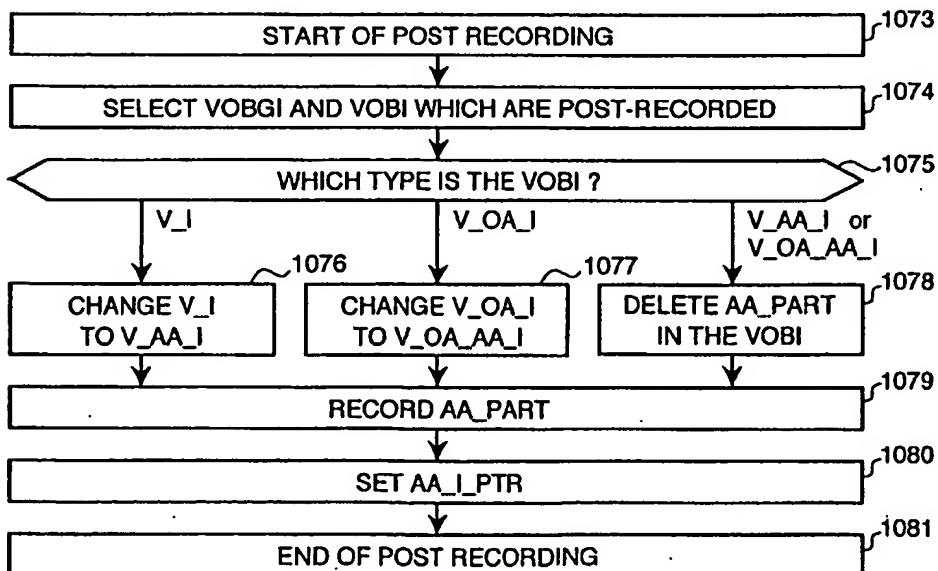 1073
START OF POST RECORDING
1074
SELECT VOBGI AND VOBI WHICH ARE POST-RECORDED
1075
WHICH TYPE IS THE VOBI ?
V_I
V_OA_I
V_AA_I or
V_OA_AA_I
1076
CHANGE V_I
TO V_AA_I
1077
CHANGE V_OA_I
TO V_OA_AA_I
1078
DELETE AA_PART
IN THE VOBI
1079
RECORD AA_PART
1080
SET AA_I_PTR
1081
END OF POST RECORDING